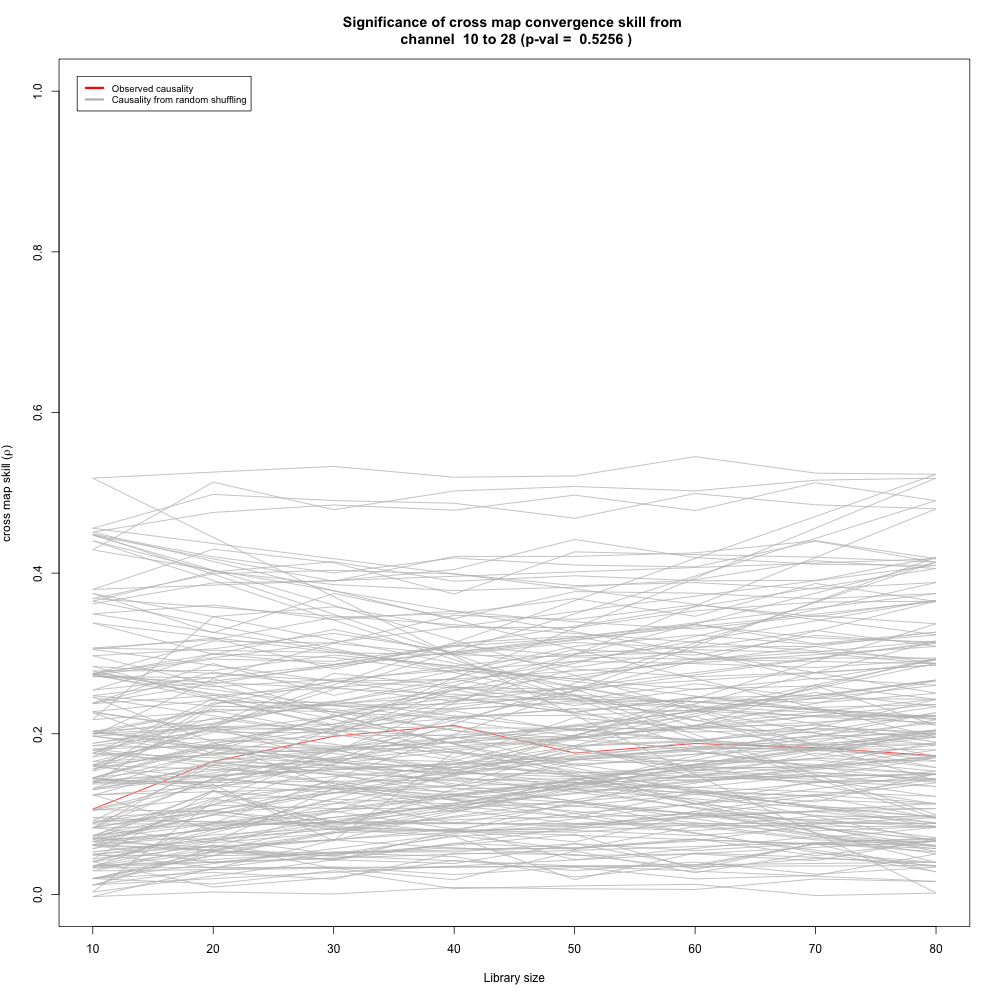 Significance of cross map convergence skill from
channel  10 to 28 (p-val =  0.5256 )
Observed causality
Causality from random shuffling
cross map skill (ρ)
1.0
0.8
0.6
0.4
0.2
0.0
10 20 30 40 50 60 70 80
Library size